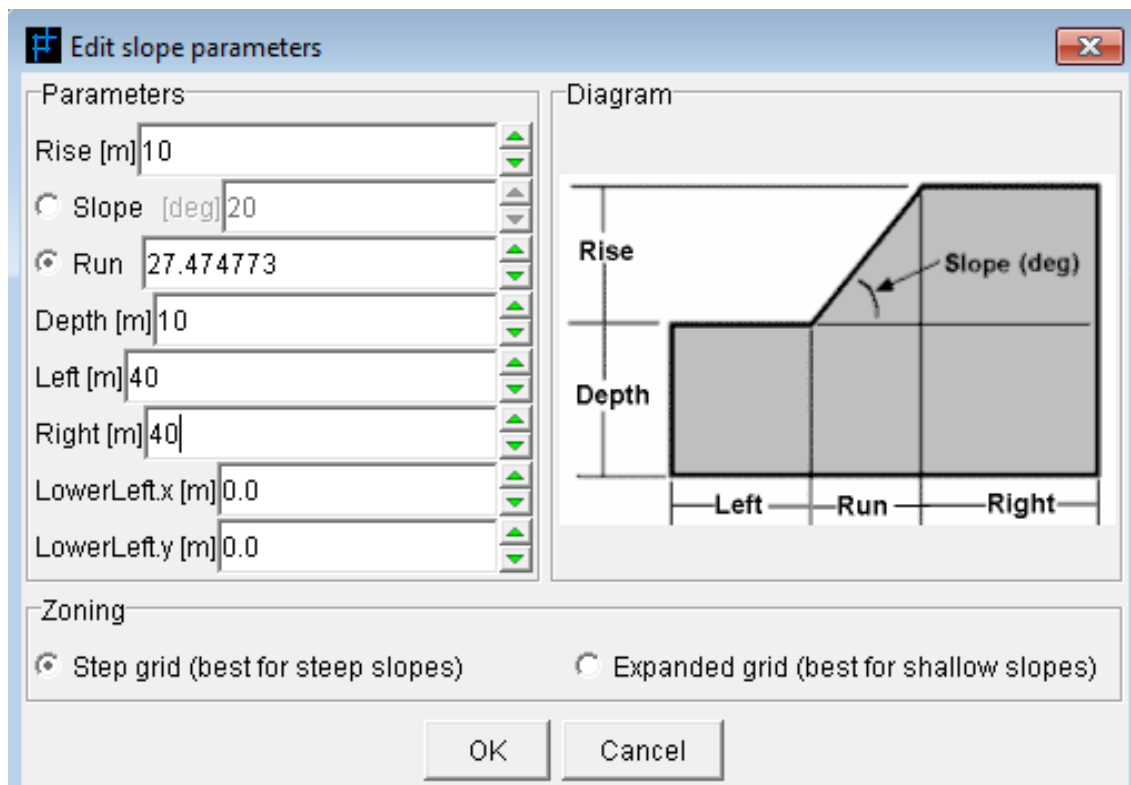 Edit slope parameters
Parameters
Rise [m] 10
Slope [deg] 20
Run 27.474773
Depth [m] 10
Left [m] 40
Right [m] 40
LowerLeft.x [m] 0.0
LowerLeft.y [m] 0.0
Diagram
Rise
Slope (deg)
Depth
Left
Run
Right
Zoning
Step grid (best for steep slopes)
Expanded grid (best for shallow slopes)
OK
Cancel